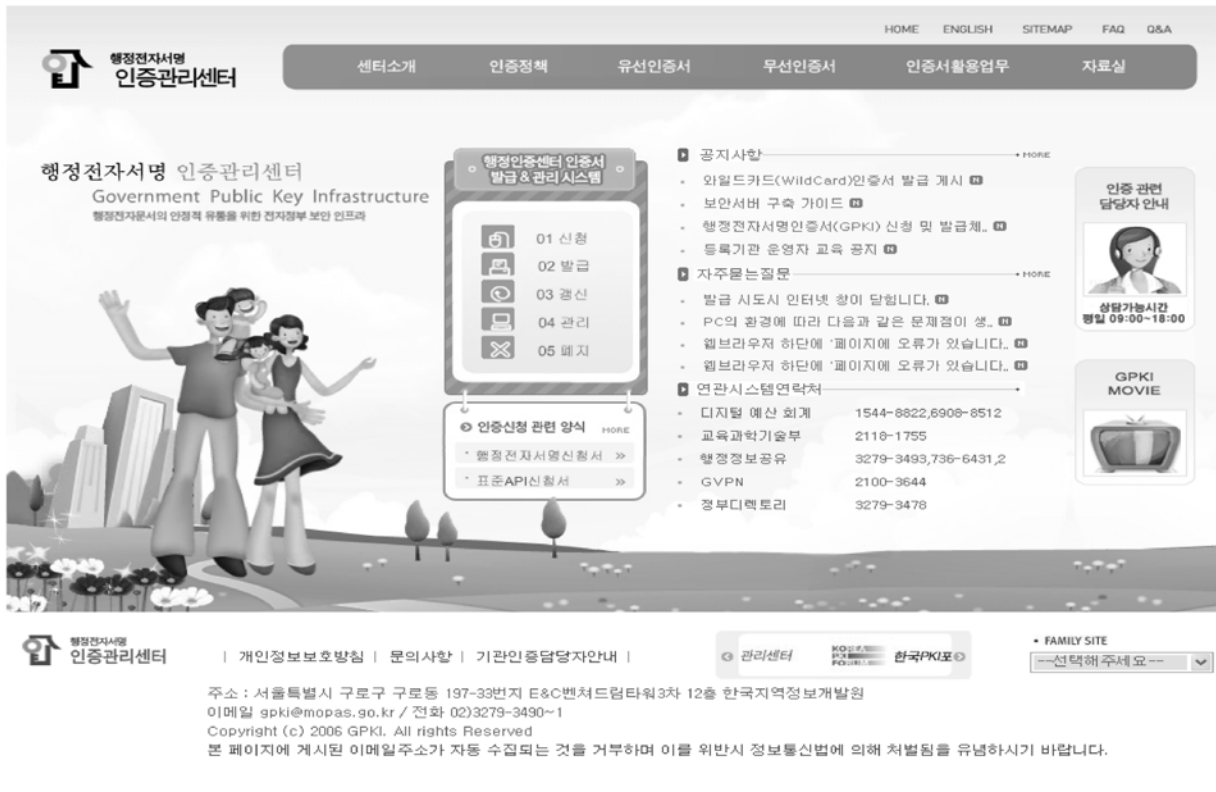 HOME ENGLISH SITEMAP FAQ Q&A
행정전자서명
인증관리센터
센터소개 인증정책 유선인증서 무선인증서 인증서활용업무 자료실
행정전자서명 인증관리센터
Government Public Key Infrastructure
행정전자문서의 안정적 유통을 위한 전자정부 보안 인프라
행정인증센터 인증서
발급 & 관리 시스템
01 신청
02 발급
03 갱신
04 관리
05 폐지
인증신청 관련 양식 MORE
행정전자서명신청서 »
표준API신청서 »
공지사항 MORE
와일드카드(WildCard)인증서 발급 게시 N
보안서버 구축 가이드 N
행정전자서명인증서(GPKI) 신청 및 발급체.. N
등록기관 운영자 교육 공지 N
자주묻는질문 MORE
발급 시도시 인터넷 창이 닫힙니다. N
PC의 환경에 따라 다음과 같은 문제점이 생.. N
웹브라우저 하단에 '페이지에 오류가 있습니다.. N
웹브라우저 하단에 '페이지에 오류가 있습니다.. N
연관시스템연락처
디지털 예산 회계 1544-8822,6908-8512
교육과학기술부 2118-1755
행정정보공유 3279-3493,736-6431,2
GVPN 2100-3644
정부디렉토리 3279-3478
인증 관련
담당자 안내
상담가능시간
평일 09:00~18:00
GPKI
MOVIE
행정전자서명
인증관리센터
| 개인정보보호방침 | 문의사항 | 기관인증담당자안내 |
관리센터 KOREA PKI FORUM 한국PKI포
FAMILY SITE
--선택해주세요--
주소 : 서울특별시 구로구 구로동 197-33번지 E&C벤처드림타워3차 12층 한국지역정보개발원
이메일 gpki@mopas.go.kr / 전화 02)3279-3490~1
Copyright (c) 2006 GPKI. All rights Reserved
본 페이지에 게시된 이메일주소가 자동 수집되는 것을 거부하며 이를 위반시 정보통신법에 의해 처벌됨을 유념하시기 바랍니다.